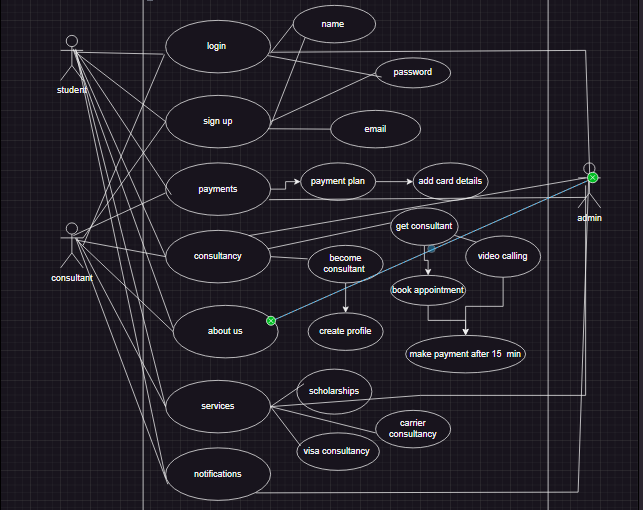 name
login
password
student
sign up
email
payments
payment plan
add card details
admin
get consultant
consultancy
become
consultant
video calling
consultant
book appointment
about us
create profile
make payment after 15 min
scholarships
services
carrier
consultancy
visa consultancy
notifications